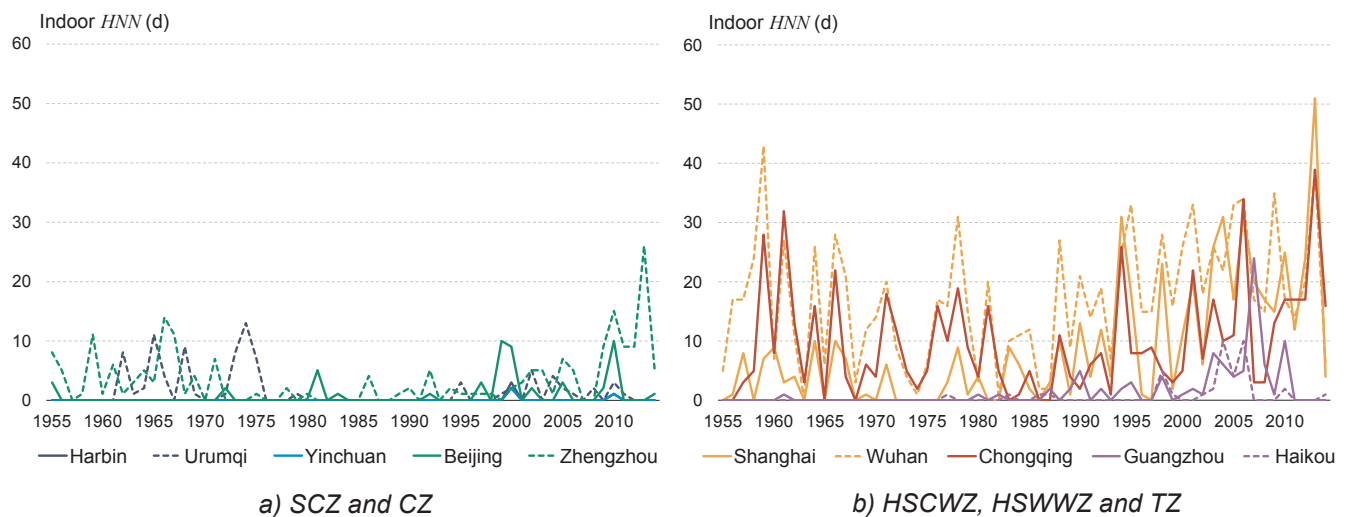 Indoor HNN (d)
60
50
40
30
20
10
0
1955 1960 1965 1970 1975 1980 1985 1990 1995 2000 2005 2010
Harbin Urumqi Yinchuan Beijing Zhengzhou
a) SCZ and CZ
Indoor HNN (d)
60
50
40
30
20
10
0
1955 1960 1965 1970 1975 1980 1985 1990 1995 2000 2005 2010
Shanghai Wuhan Chongqing Guangzhou Haikou
b) HSCWZ, HSWWZ and TZ